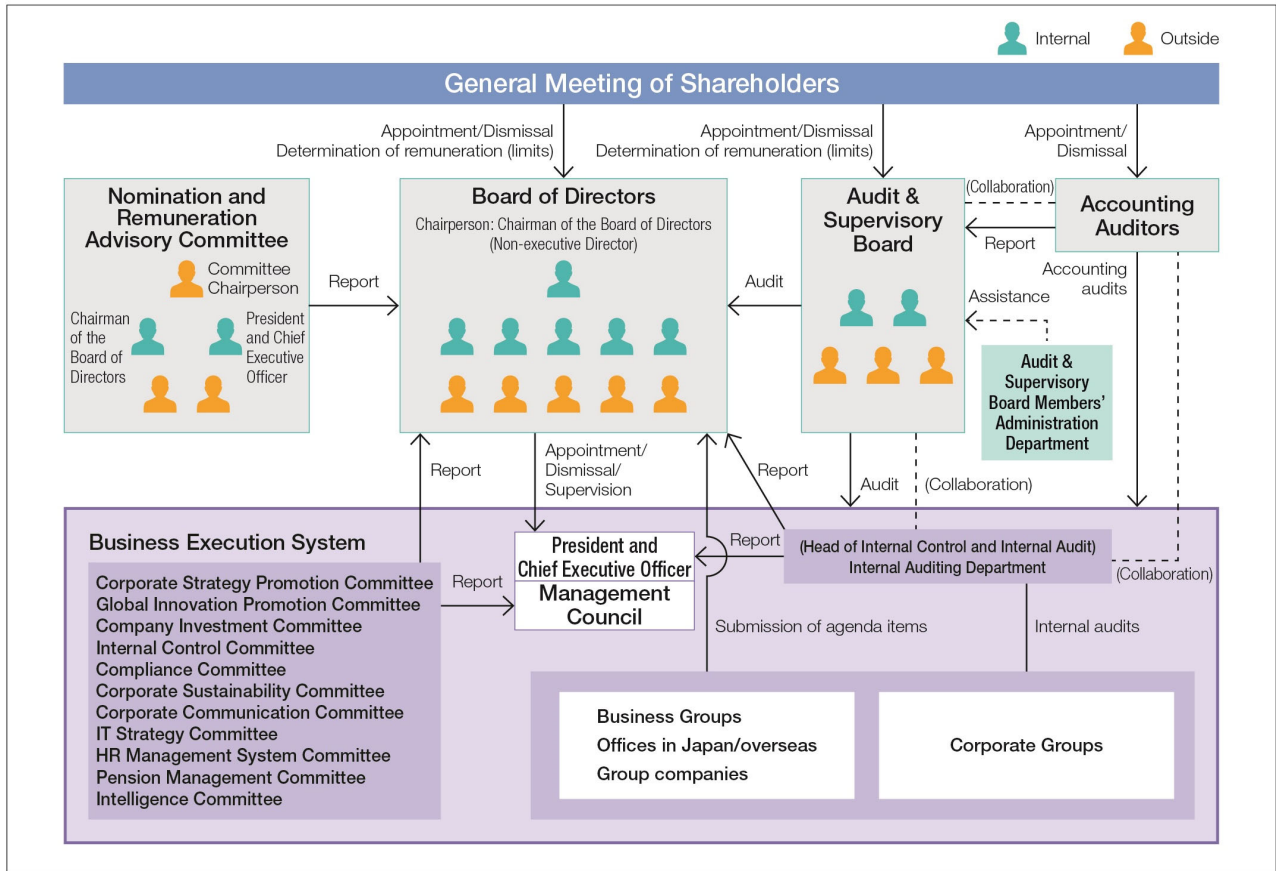 Internal
Outside
General Meeting of Shareholders
Appointment/Dismissal
Determination of remuneration (limits)
Appointment/Dismissal
Determination of remuneration (limits)
Appointment/
Dismissal
Nomination and
Remuneration
Advisory Committee
Committee
Chairperson
Chairman
of the
Board of
Directors
President
and Chief
Executive
Officer
Report
Board of Directors
Chairperson: Chairman of the Board of Directors
(Non-executive Director)
Audit
Audit &
Supervisory
Board
(Collaboration)
Report
Accounting
Auditors
Accounting
audits
Assistance
Audit &
Supervisory
Board Members’
Administration
Department
Report
Appointment/
Dismissal/
Supervision
Report
Audit
(Collaboration)
Business Execution System
Corporate Strategy Promotion Committee
Global Innovation Promotion Committee
Company Investment Committee
Internal Control Committee
Compliance Committee
Corporate Sustainability Committee
Corporate Communication Committee
IT Strategy Committee
HR Management System Committee
Pension Management Committee
Intelligence Committee
Report
President and
Chief Executive Officer
Management
Council
Report
(Head of Internal Control and Internal Audit)
Internal Auditing Department
(Collaboration)
Submission of agenda items
Internal audits
Business Groups
Offices in Japan/overseas
Group companies
Corporate Groups